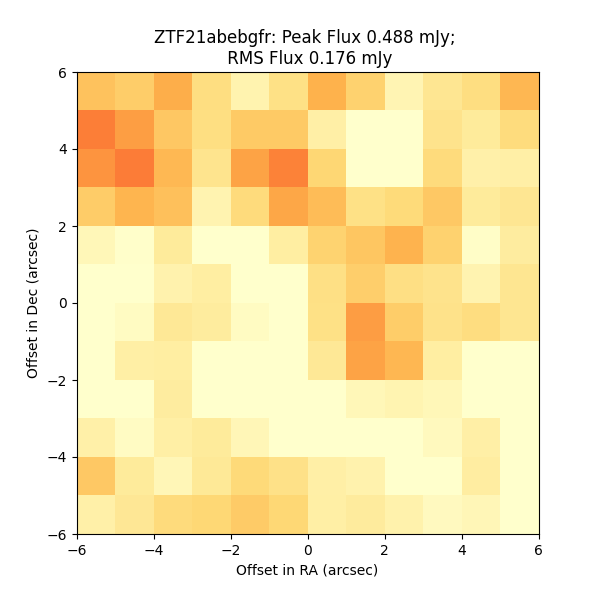 ZTF21abebgfr: Peak Flux 0.488 mJy;
RMS Flux 0.176 mJy
6
4
2
0
−2
−4
−6
Offset in Dec (arcsec)
−6 −4 −2 0 2 4 6
Offset in RA (arcsec)